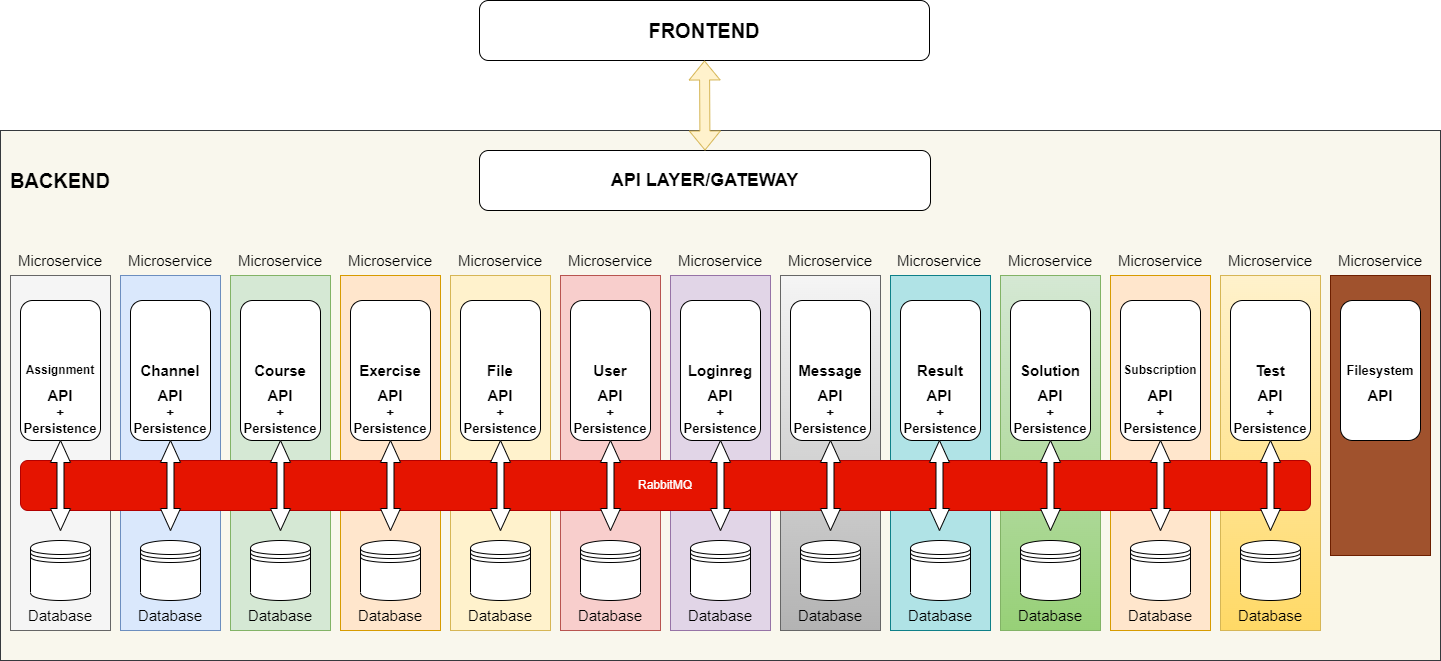 FRONTEND
BACKEND
API LAYER/GATEWAY
Microservice Microservice Microservice Microservice Microservice Microservice Microservice Microservice Microservice Microservice Microservice Microservice Microservice
Assignment Channel Course Exercise File User Loginreg Message Result Solution Subscription Test Filesystem
API API API API API API API API API API API API API
+ + + + + + + + + + + +
Persistence Persistence Persistence Persistence Persistence Persistence Persistence Persistence Persistence Persistence Persistence Persistence
RabbitMQ
Database Database Database Database Database Database Database Database Database Database Database Database